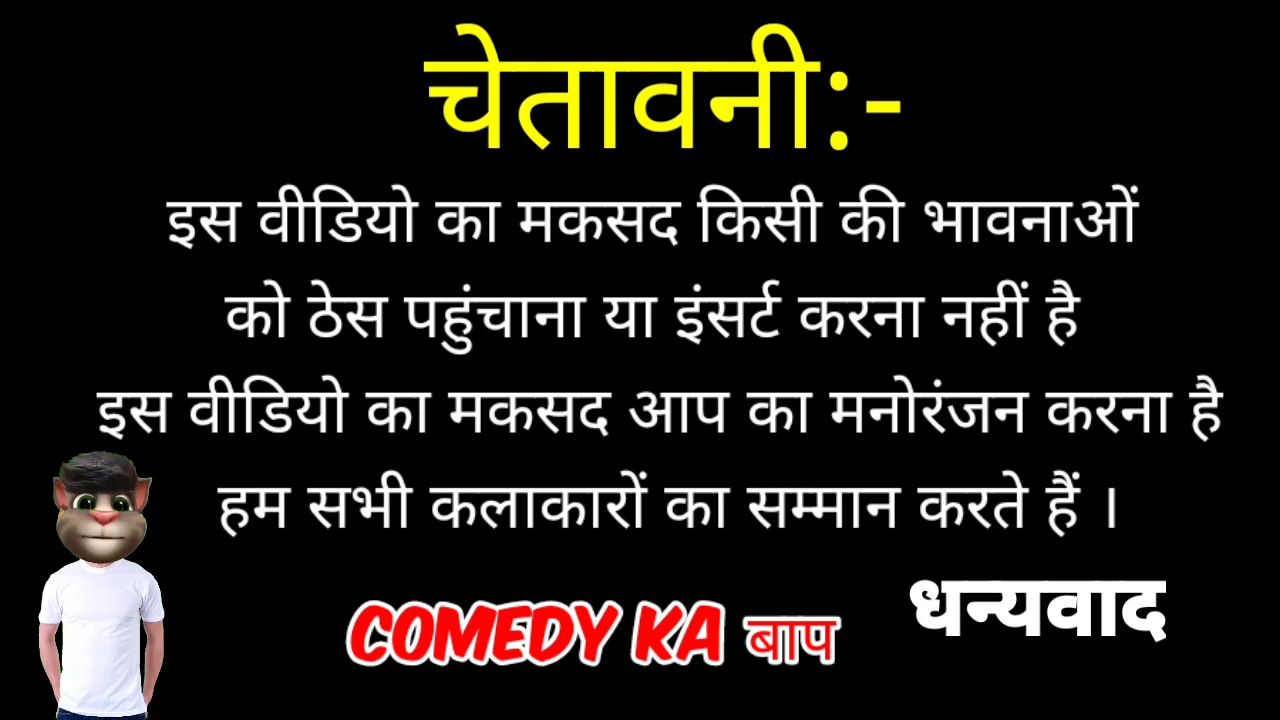 चेतावनी:-
इस वीडियो का मकसद किसी की भावनाओं
को ठेस पहुंचाना या इंसर्ट करना नहीं है
इस वीडियो का मकसद आप का मनोरंजन करना है
हम सभी कलाकारों का सम्मान करते हैं ।
धन्यवाद
COMEDY KA बाप